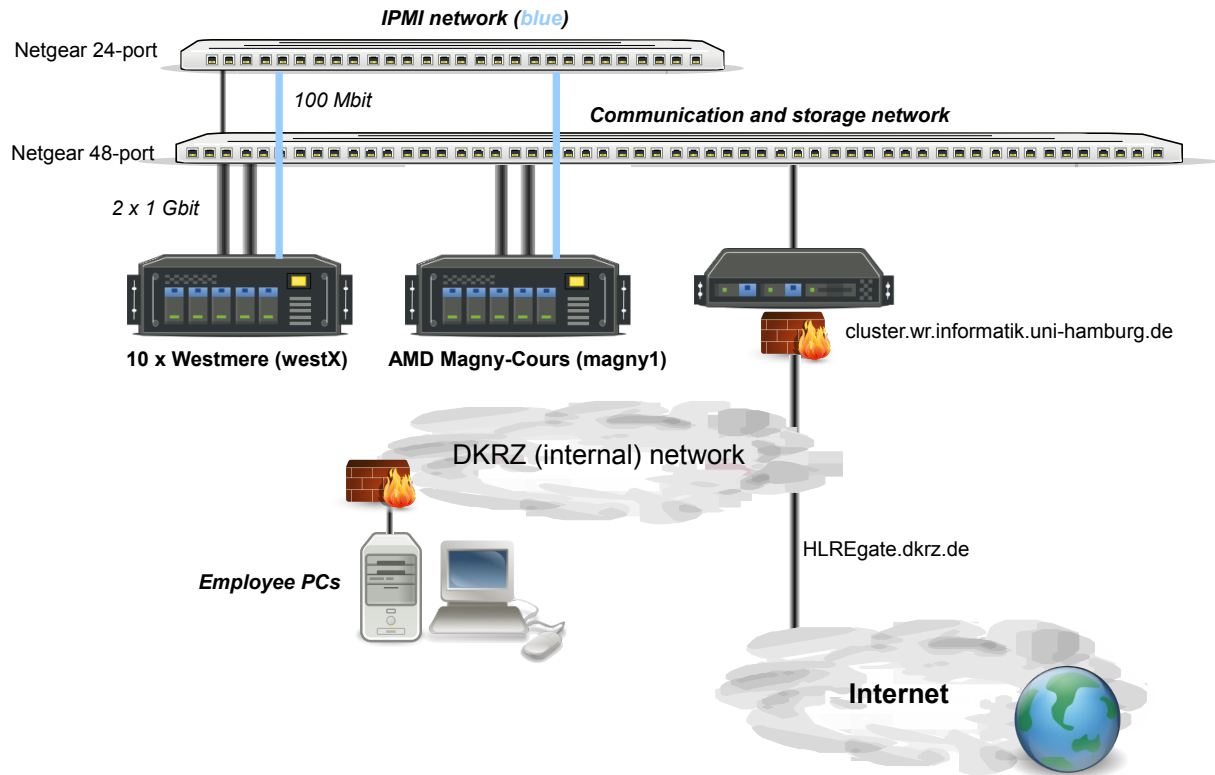 IPMI network (blue)
Netgear 24-port
100 Mbit
Communication and storage network
Netgear 48-port
2 x 1 Gbit
cluster.wr.informatik.uni-hamburg.de
10 x Westmere (westX)
AMD Magny-Cours (magny1)
DKRZ (internal) network
HLREgate.dkrz.de
Employee PCs
Internet